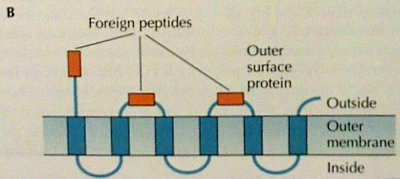 B
Foreign peptides
Outer
surface
protein
Outside
Outer
membrane
Inside